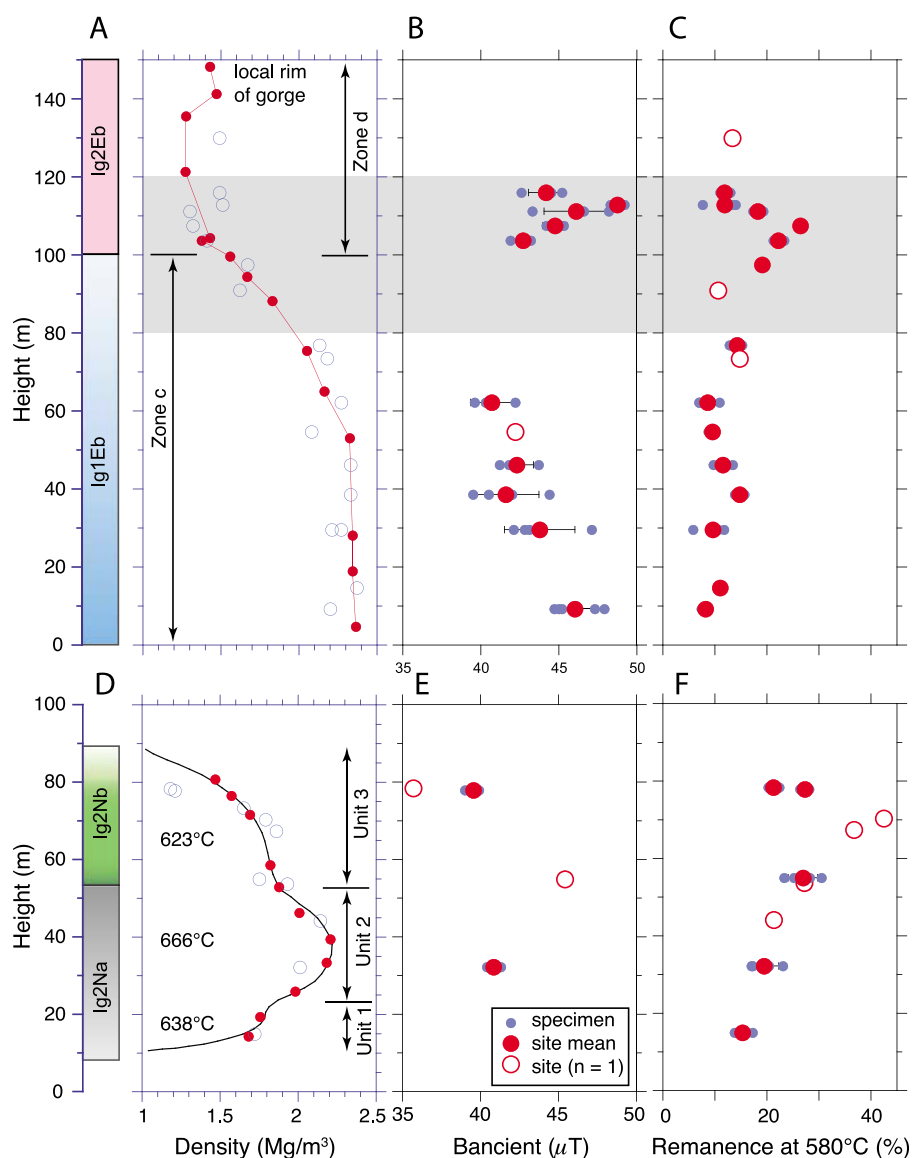 A
B
C
140
120
100
80
60
40
20
0
Height (m)
Ig2Eb
Ig1Eb
local rim
of gorge
Zone d
Zone c
35
40
45
50
D
E
F
100
80
60
40
20
0
Height (m)
Ig2Nb
Ig2Na
623°C
666°C
638°C
Unit 3
Unit 2
Unit 1
specimen
site mean
site (n = 1)
1
1.5
2
2.5
35
40
45
50
0
20
40
Density (Mg/m³)
Bancient (μT)
Remanence at 580°C (%)